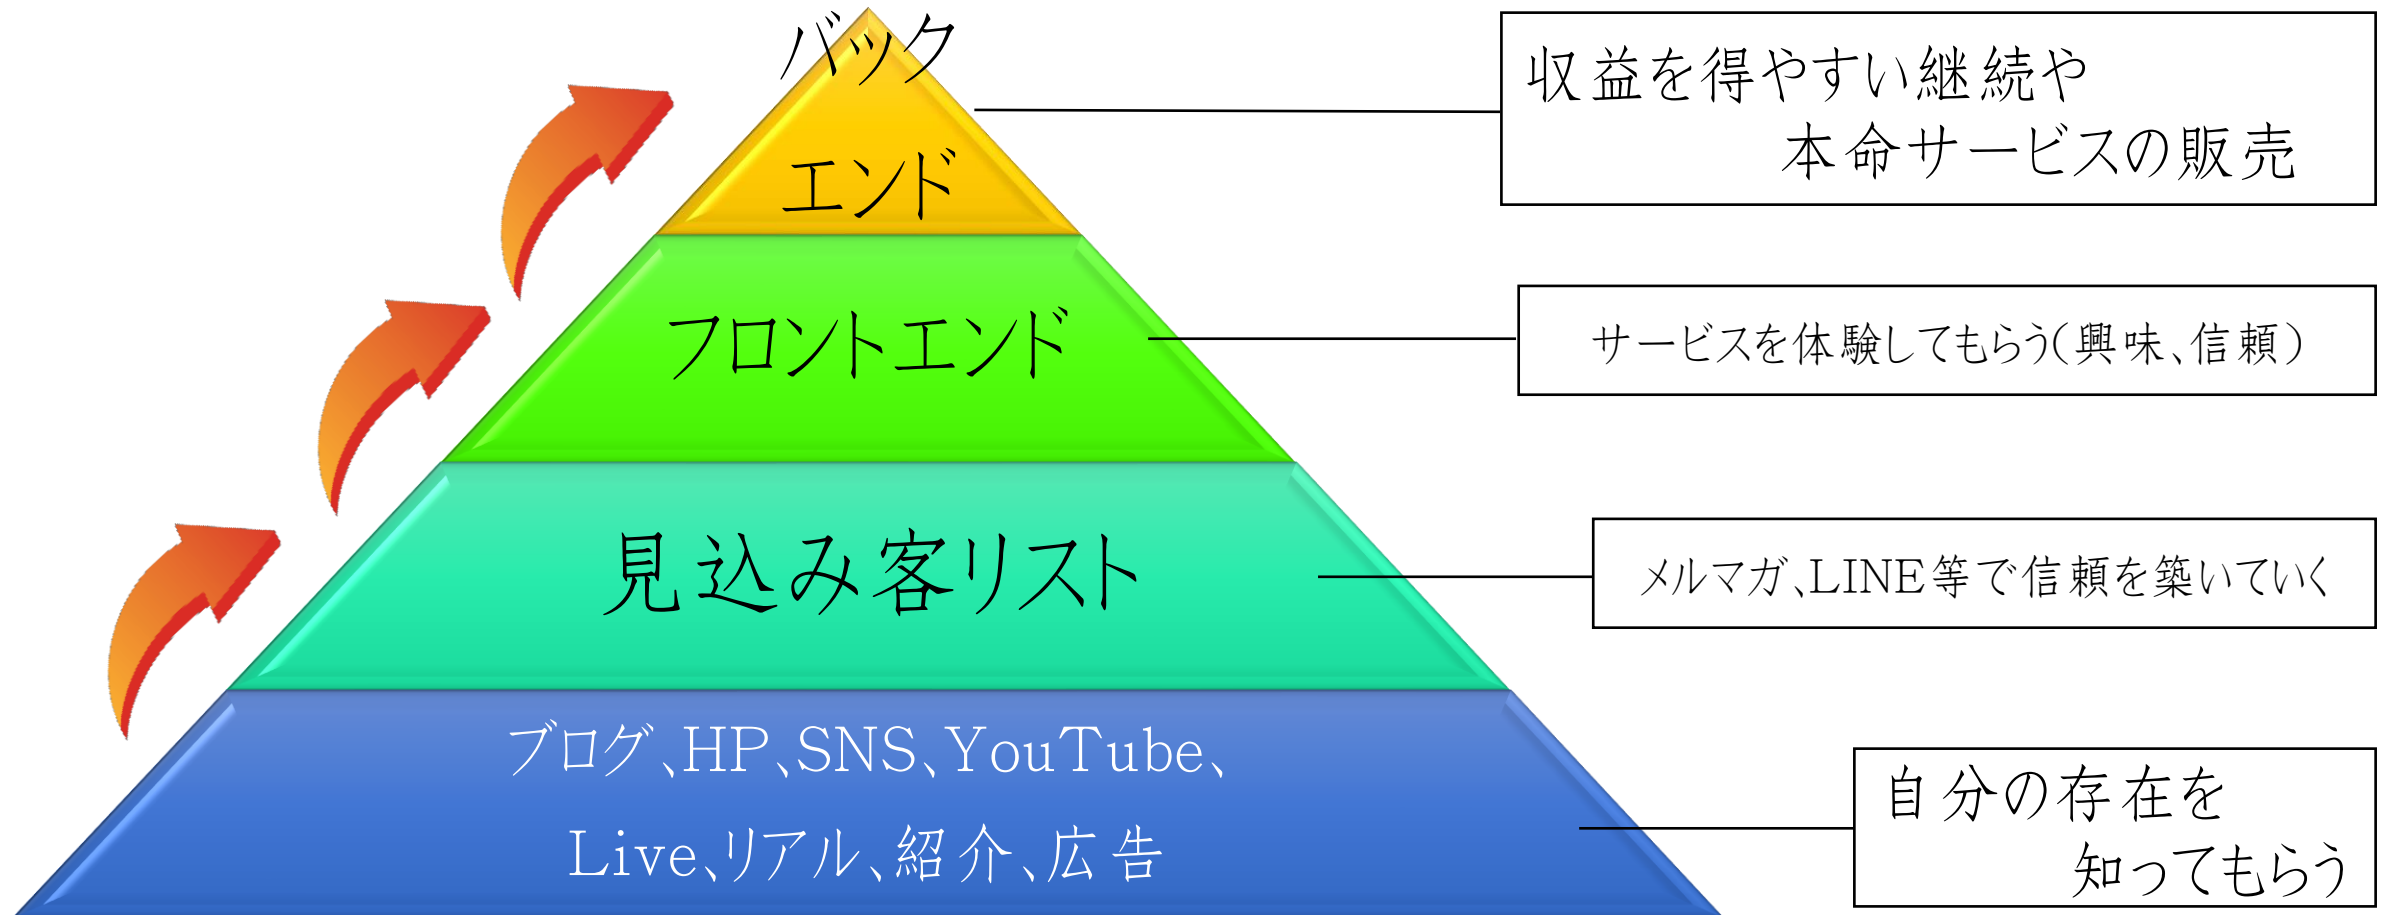 バック
エンド
収益を得やすい継続や
本命サービスの販売
フロントエンド
サービスを体験してもらう(興味、信頼)
見込み客リスト
メルマガ、LINE等で信頼を築いていく
ブログ、HP、SNS、YouTube、
Live、リアル、紹介、広告
自分の存在を
知ってもらう